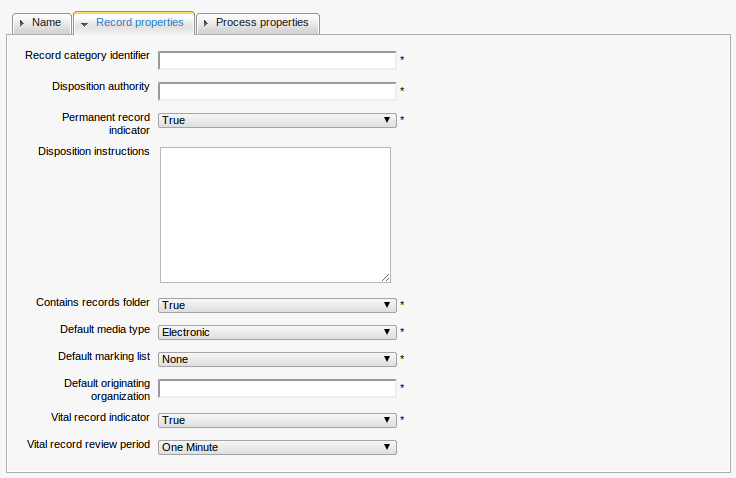 Name Record properties Process properties
Record category identifier *
Disposition authority *
Permanent record
indicator True *
Disposition instructions
Contains records folder True *
Default media type Electronic *
Default marking list None *
Default originating
organization *
Vital record indicator True *
Vital record review period One Minute